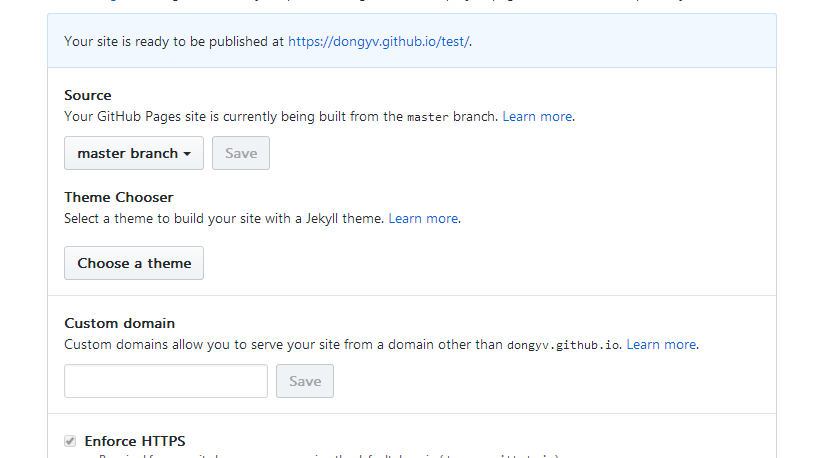 Your site is ready to be published at https://dongyv.github.io/test/.
Source
Your GitHub Pages site is currently being built from the master branch. Learn more.
master branch Save
Theme Chooser
Select a theme to build your site with a Jekyll theme. Learn more.
Choose a theme
Custom domain
Custom domains allow you to serve your site from a domain other than dongyv.github.io. Learn more.
Save
Enforce HTTPS